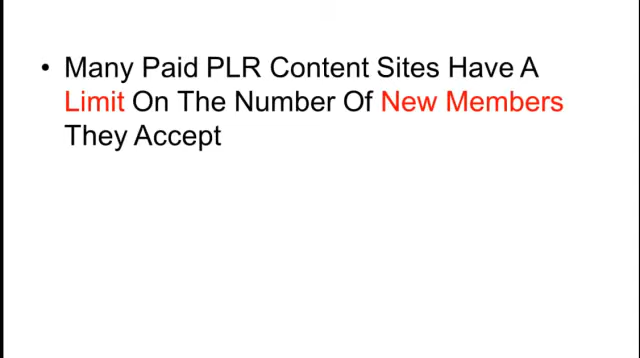 • Many Paid PLR Content Sites Have A
Limit On The Number Of New Members
They Accept